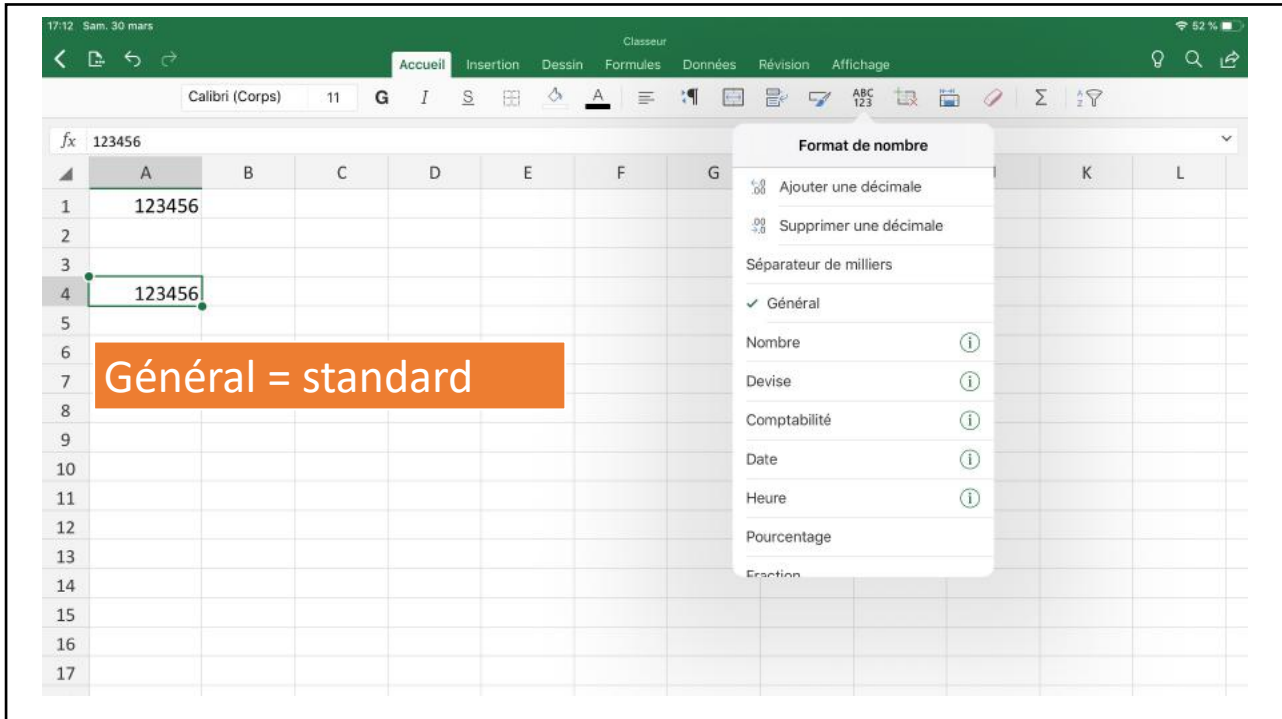 17:12 Sam. 30 mars
52 %
Classeur
Accueil Insertion Dessin Formules Données Révision Affichage
Calibri (Corps) 11 G I S A ABC 123 Σ A Z
fx 123456
Format de nombre
A B C D E F G K L
Ajouter une décimale
1 123456
Supprimer une décimale
2
3
Séparateur de milliers
4 123456
✓ Général
5
6
Nombre
Général = standard
7
Devise
8
Comptabilité
9
10
Date
11
Heure
12
Pourcentage
13
Fraction
14
15
16
17